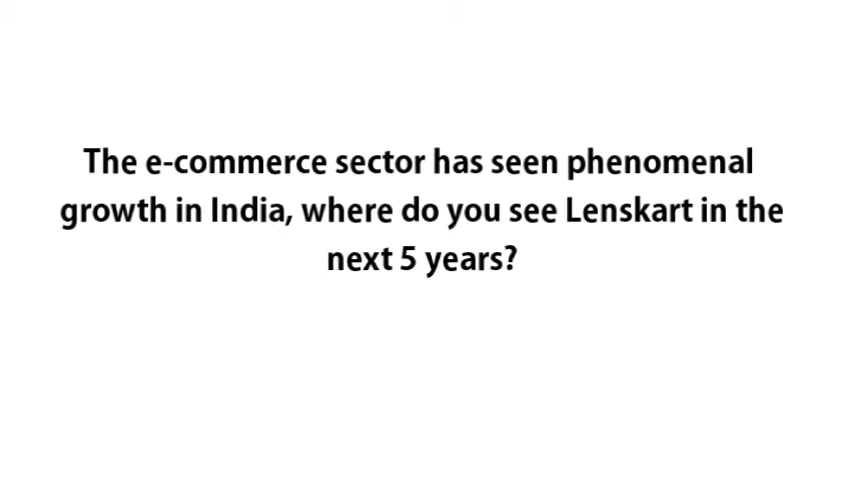 The e-commerce sector has seen phenomenal
growth in India, where do you see Lenskart in the
next 5 years?